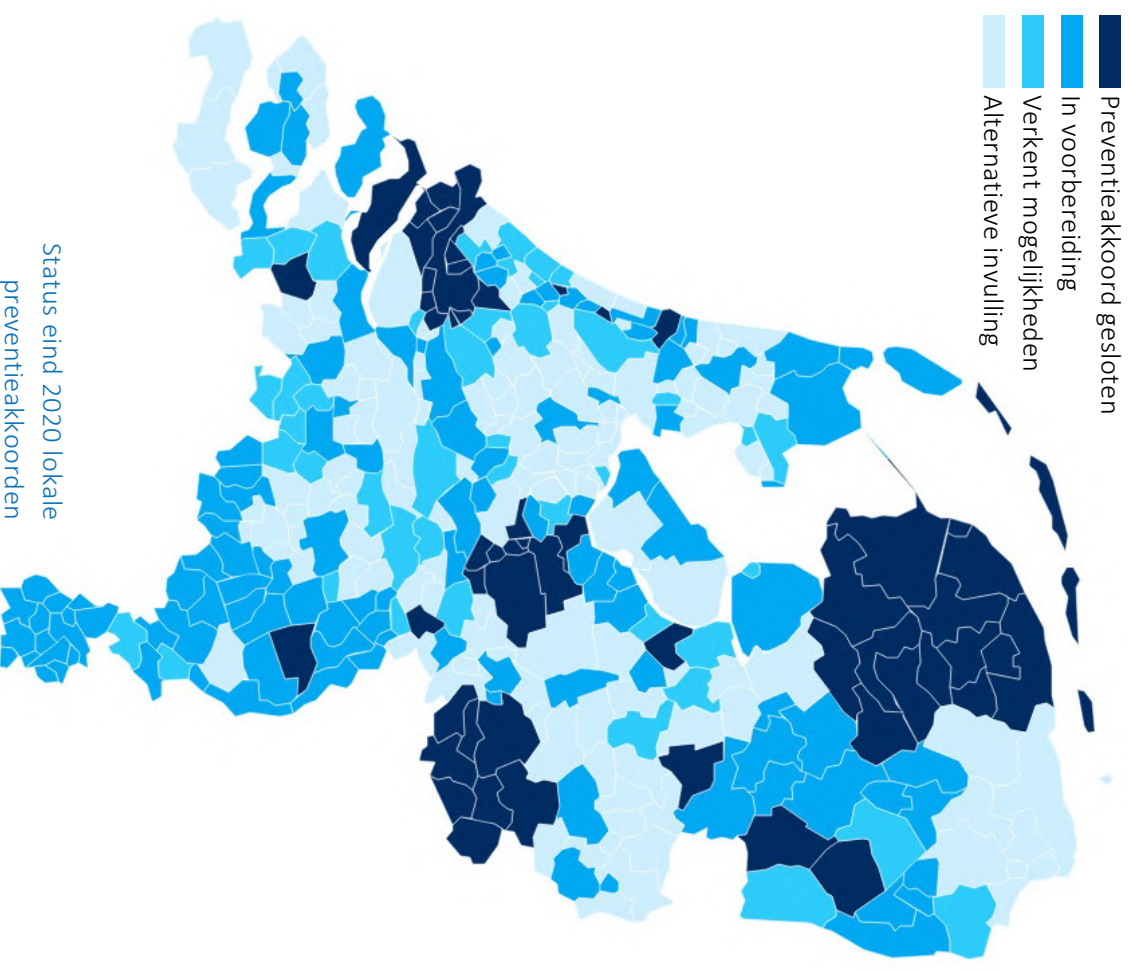 Preventieakkoord gesloten
In voorbereiding
Verkent mogelijkheden
Alternatieve invulling
Status eind 2020 lokale
preventieakkoorden